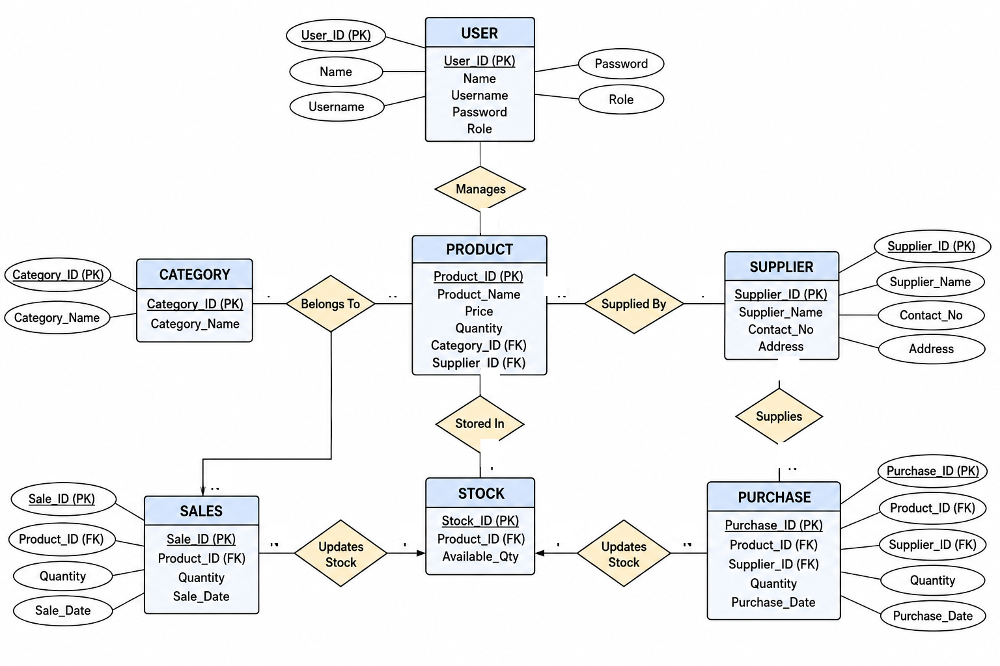 USER
User_ID (PK)
Name
Username
Password
Role
User_ID (PK)
Name
Username
Password
Role
Manages
PRODUCT
Product_ID (PK)
Product_Name
Price
Quantity
Category_ID (FK)
Supplier_ID (FK)
CATEGORY
Category_ID (PK)
Category_Name
Category_ID (PK)
Category_Name
Belongs To
Supplied By
SUPPLIER
Supplier_ID (PK)
Supplier_Name
Contact_No
Address
Supplier_ID (PK)
Supplier_Name
Contact_No
Address
Stored In
Supplies
SALES
Sale_ID (PK)
Product_ID (FK)
Quantity
Sale_Date
Sale_ID (PK)
Product_ID (FK)
Quantity
Sale_Date
Updates
Stock
STOCK
Stock_ID (PK)
Product_ID (FK)
Available_Qty
Updates
Stock
PURCHASE
Purchase_ID (PK)
Product_ID (FK)
Supplier_ID (FK)
Quantity
Purchase_Date
Purchase_ID (PK)
Product_ID (FK)
Supplier_ID (FK)
Quantity
Purchase_Date